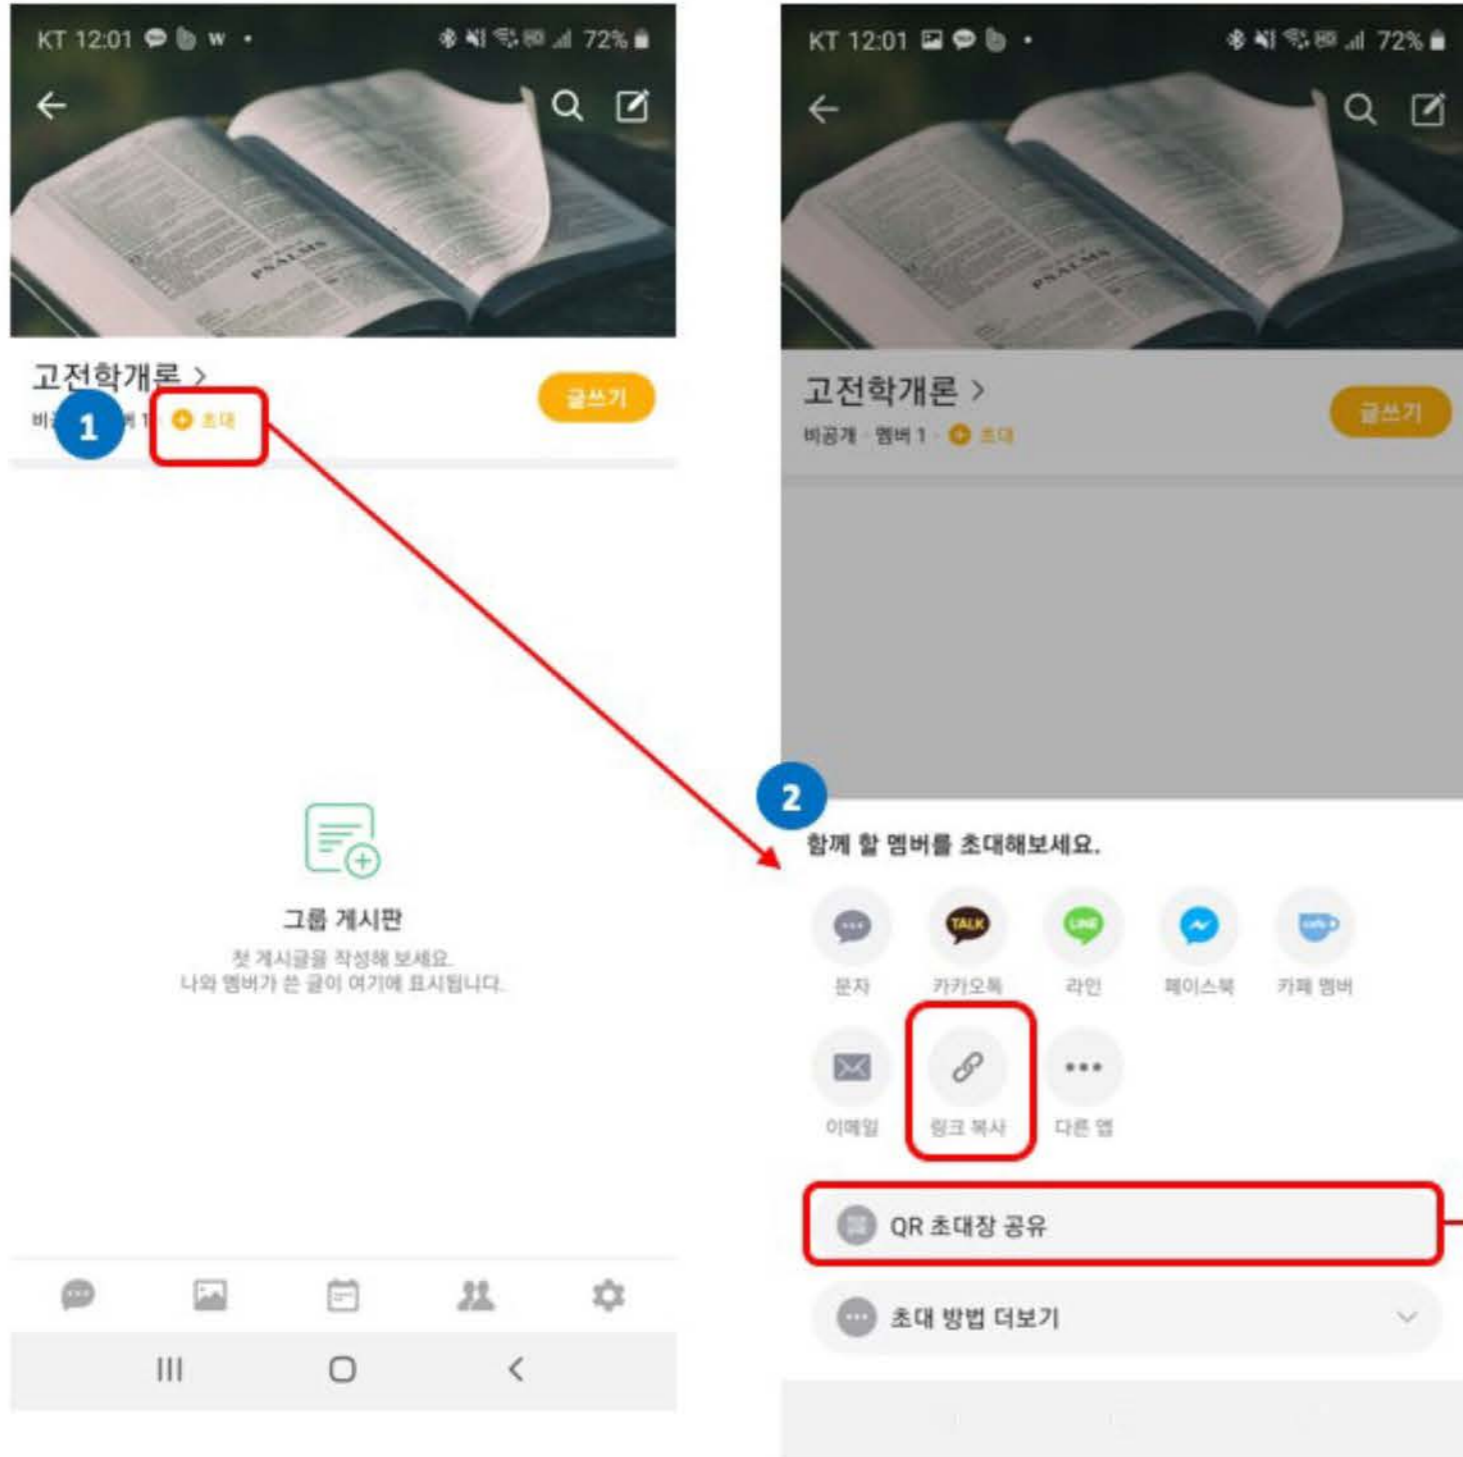 KT 12:01 W
72%
PSALMS
고전학개론 >
글쓰기
1
초대
그룹 게시판
첫 게시글을 작성해 보세요.
나와 멤버가 쓴 글이 여기에 표시됩니다.
KT 12:01
72%
PSALMS
고전학개론 >
글쓰기
비공개 · 멤버 1 · 초대
2
함께 할 멤버를 초대해보세요.
TALK
LINE
cafe
문자
카카오톡
라인
페이스북
카페 멤버
이메일
링크 복사
다른 앱
QR 초대장 공유
초대 방법 더보기